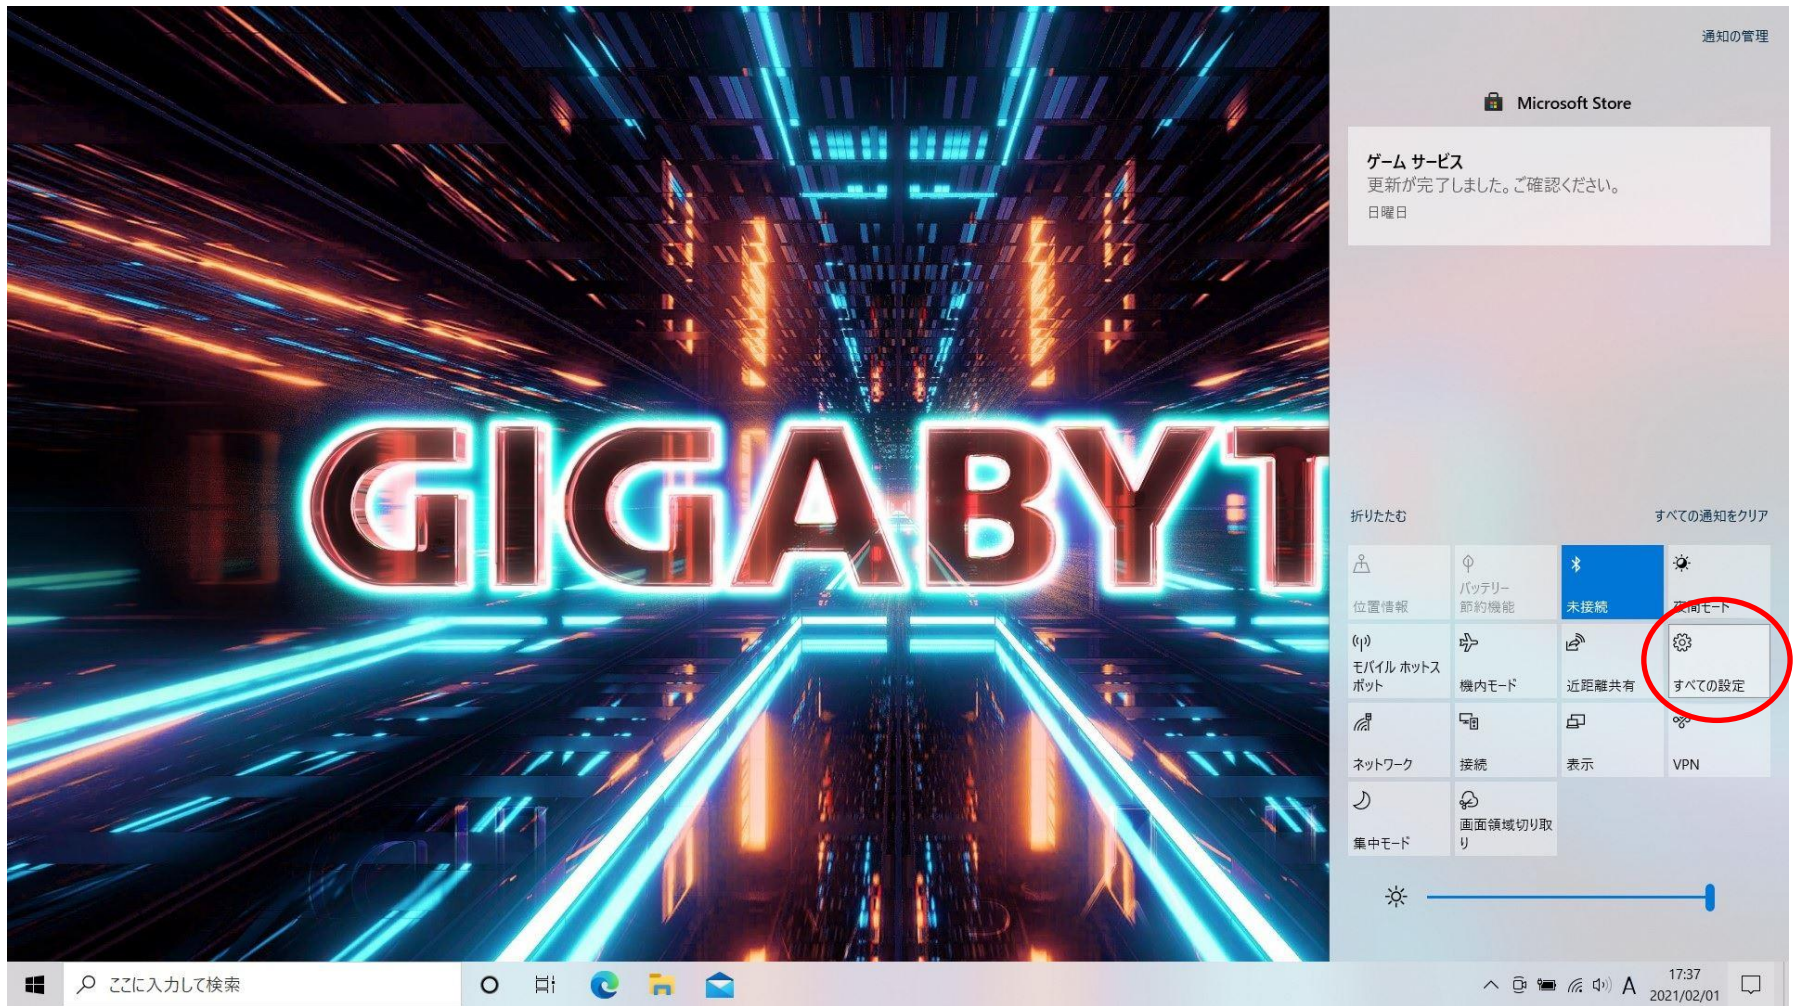 通知の管理
Microsoft Store
ゲーム サービス
更新が完了しました。ご確認ください。
日曜日
GIGABYT
折りたたむ
すべての通知をクリア
位置情報
バッテリー
節約機能
未接続
夜間モード
モバイル ホットス
ポット
機内モード
近距離共有
すべての設定
ネットワーク
接続
表示
VPN
集中モード
画面領域切り取
り
ここに入力して検索
A
17:37
2021/02/01